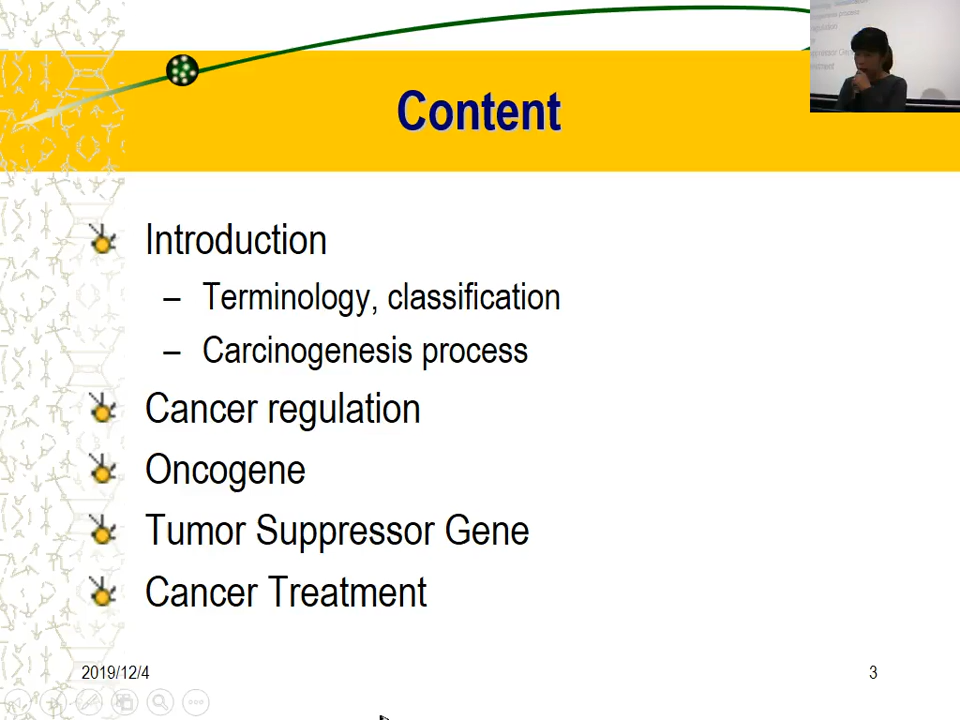 Content
Introduction
– Terminology, classification
– Carcinogenesis process
Cancer regulation
Oncogene
Tumor Suppressor Gene
Cancer Treatment
2019/12/4
3